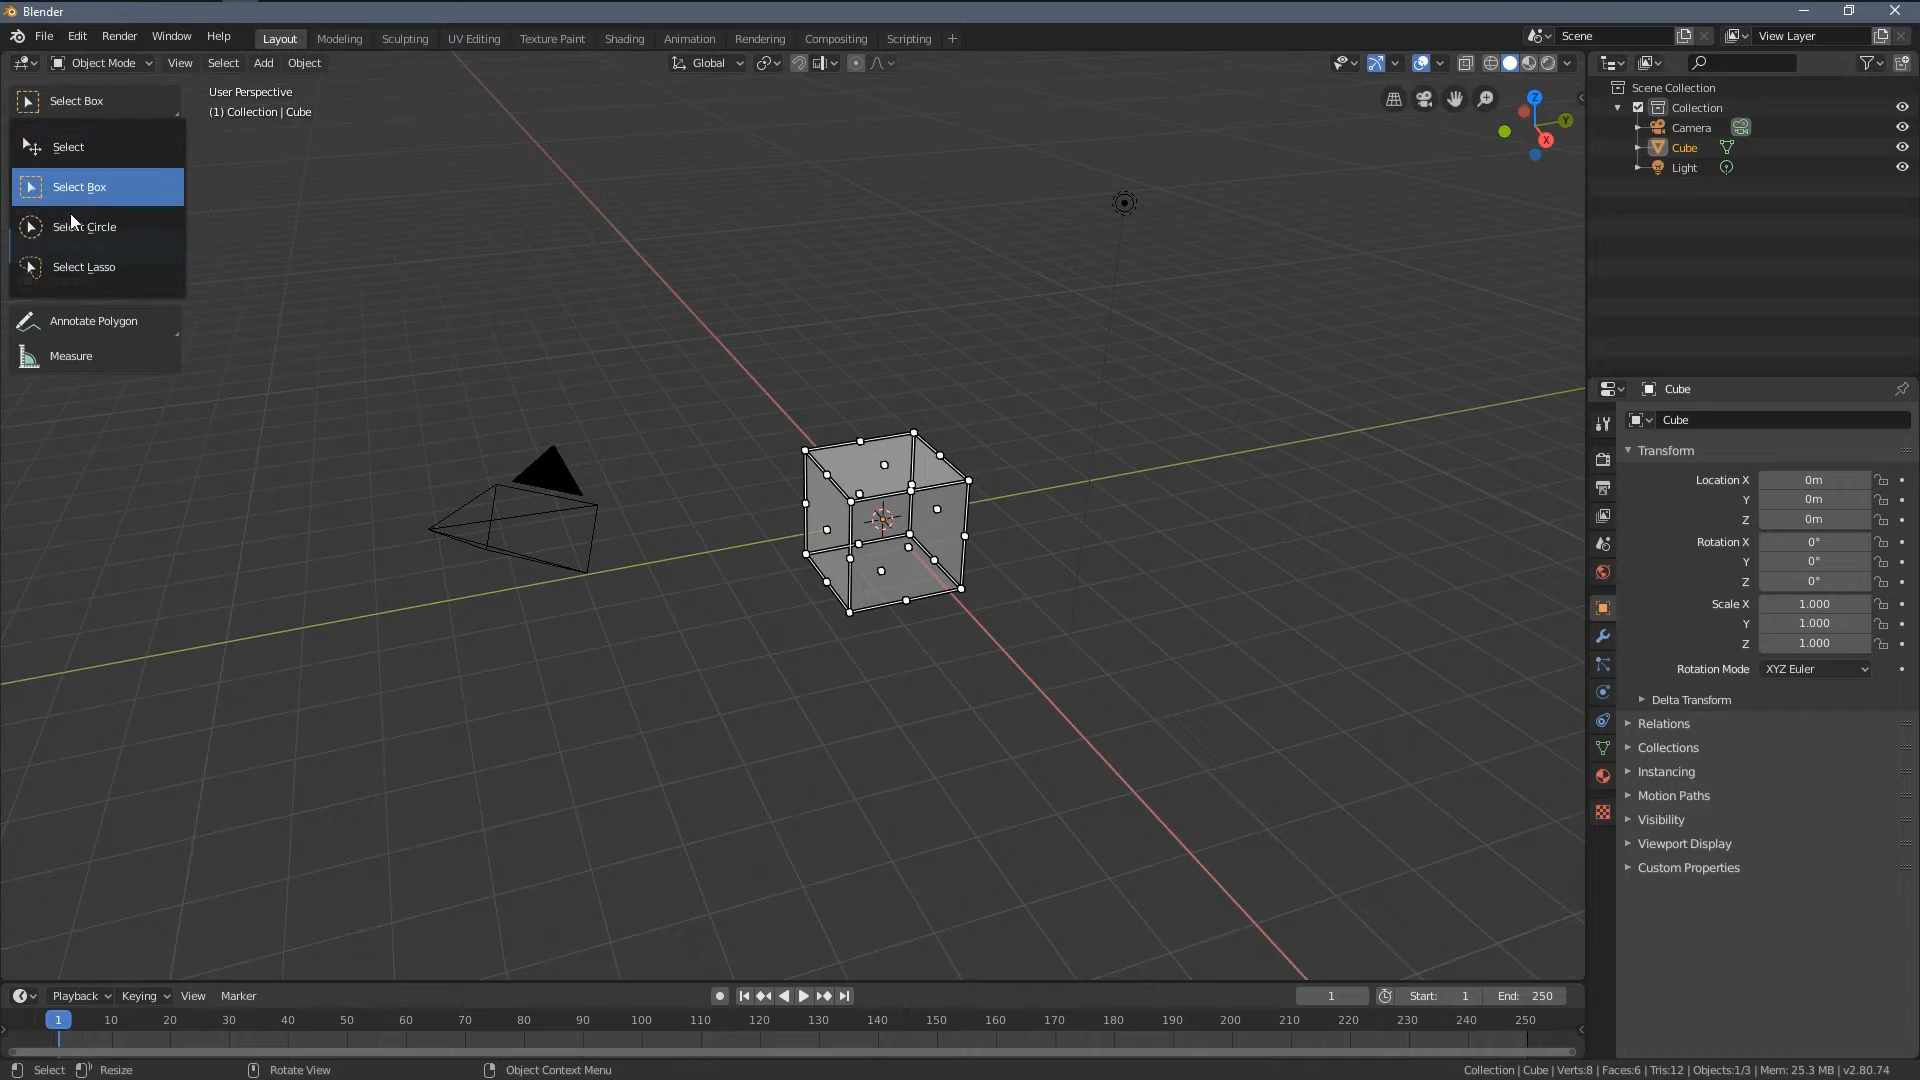 Blender
File Edit Render Window Help Layout Modeling Sculpting UV Editing Texture Paint Shading Animation Rendering Compositing Scripting + Scene View Layer
Object Mode View Select Add Object Global
Select Box
Select
Select Box
Select Circle
Select Lasso
Annotate Polygon
Measure
User Perspective
(1) Collection | Cube
Z
Y
X
Scene Collection
Collection
Camera
Cube
Light
Cube
Cube
Transform
Location X 0m
Y 0m
Z 0m
Rotation X 0°
Y 0°
Z 0°
Scale X 1.000
Y 1.000
Z 1.000
Rotation Mode XYZ Euler
Delta Transform
Relations
Collections
Instancing
Motion Paths
Visibility
Viewport Display
Custom Properties
Playback Keying View Marker 1 Start: 1 End: 250
1 10 20 30 40 50 60 70 80 90 100 110 120 130 140 150 160 170 180 190 200 210 220 230 240 250
Select Resize Rotate View Object Context Menu Collection | Cube | Verts:8 | Faces:6 | Tris:12 | Objects:1/3 | Mem: 25.3 MB | v2.80.74